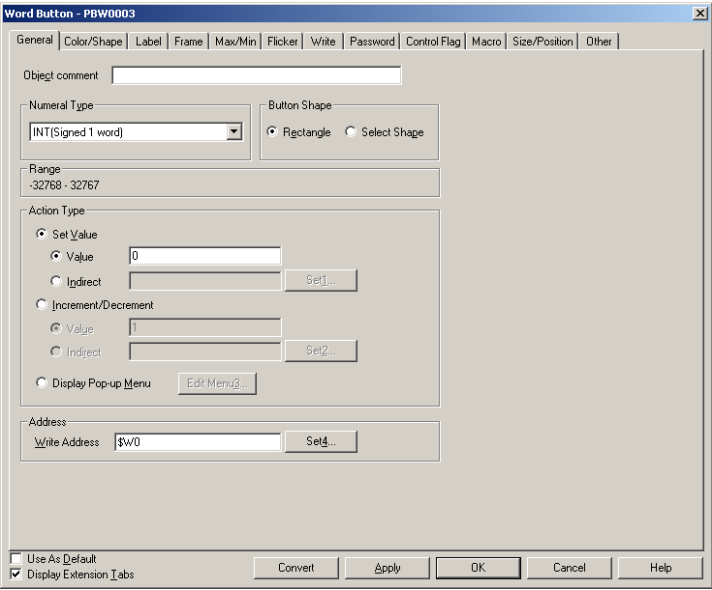 Word Button - PBW0003
General Color/Shape Label Frame Max/Min Flicker Write Password Control Flag Macro Size/Position Other
Object comment
Numeral Type
Button Shape
INT(Signed 1 word)
Rectangle Select Shape
Range
-32768 - 32767
Action Type
Set Value
Value 0
Indirect Set1...
Increment/Decrement
Value 1
Indirect Set2...
Display Pop-up Menu Edit Menu3...
Address
Write Address $W0 Set4...
Use As Default
Display Extension Tabs
Convert Apply OK Cancel Help